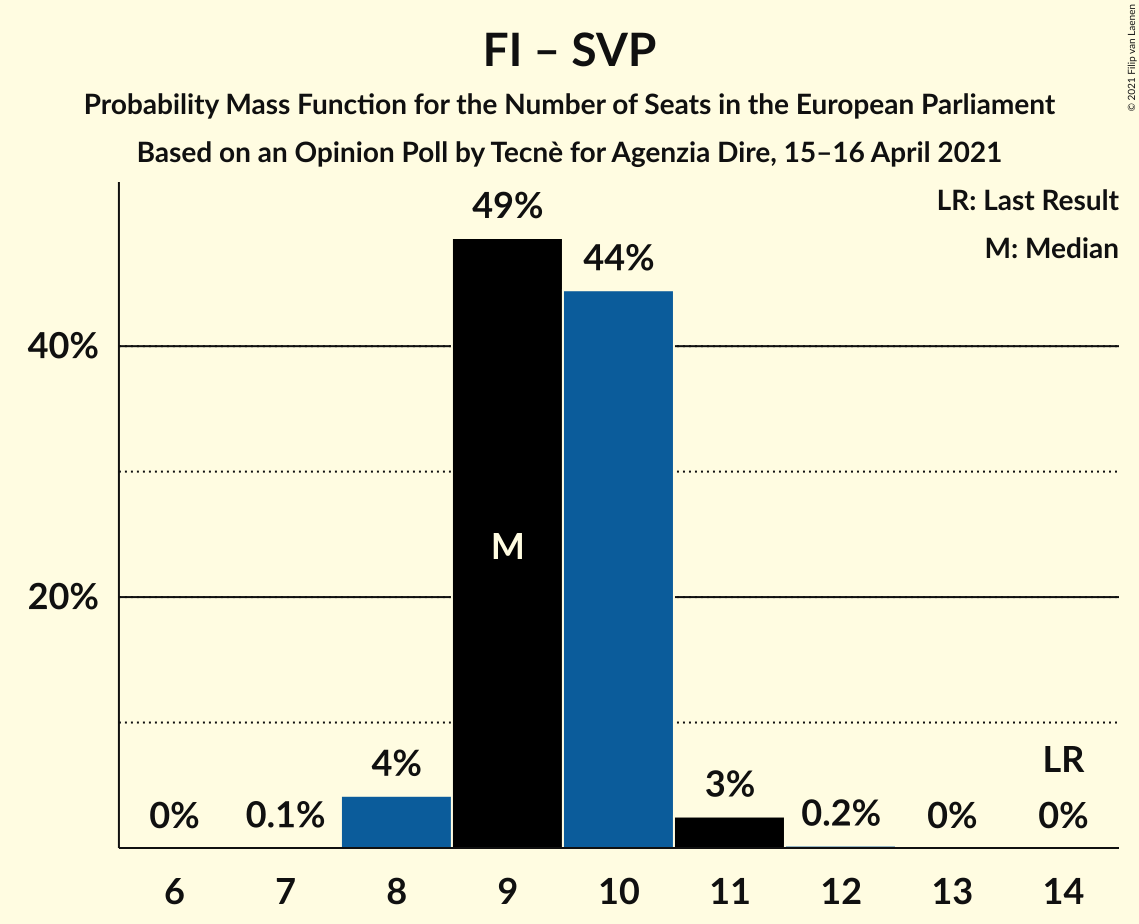 FI – SVP
Probability Mass Function for the Number of Seats in the European Parliament
Based on an Opinion Poll by Tecnè for Agenzia Dire, 15–16 April 2021
© 2021 Filip van Laenen
LR: Last Result
M: Median
49%
44%
40%
M
20%
4%
3%
LR
0%
0.1%
0.2%
0%
0%
6 7 8 9 10 11 12 13 14